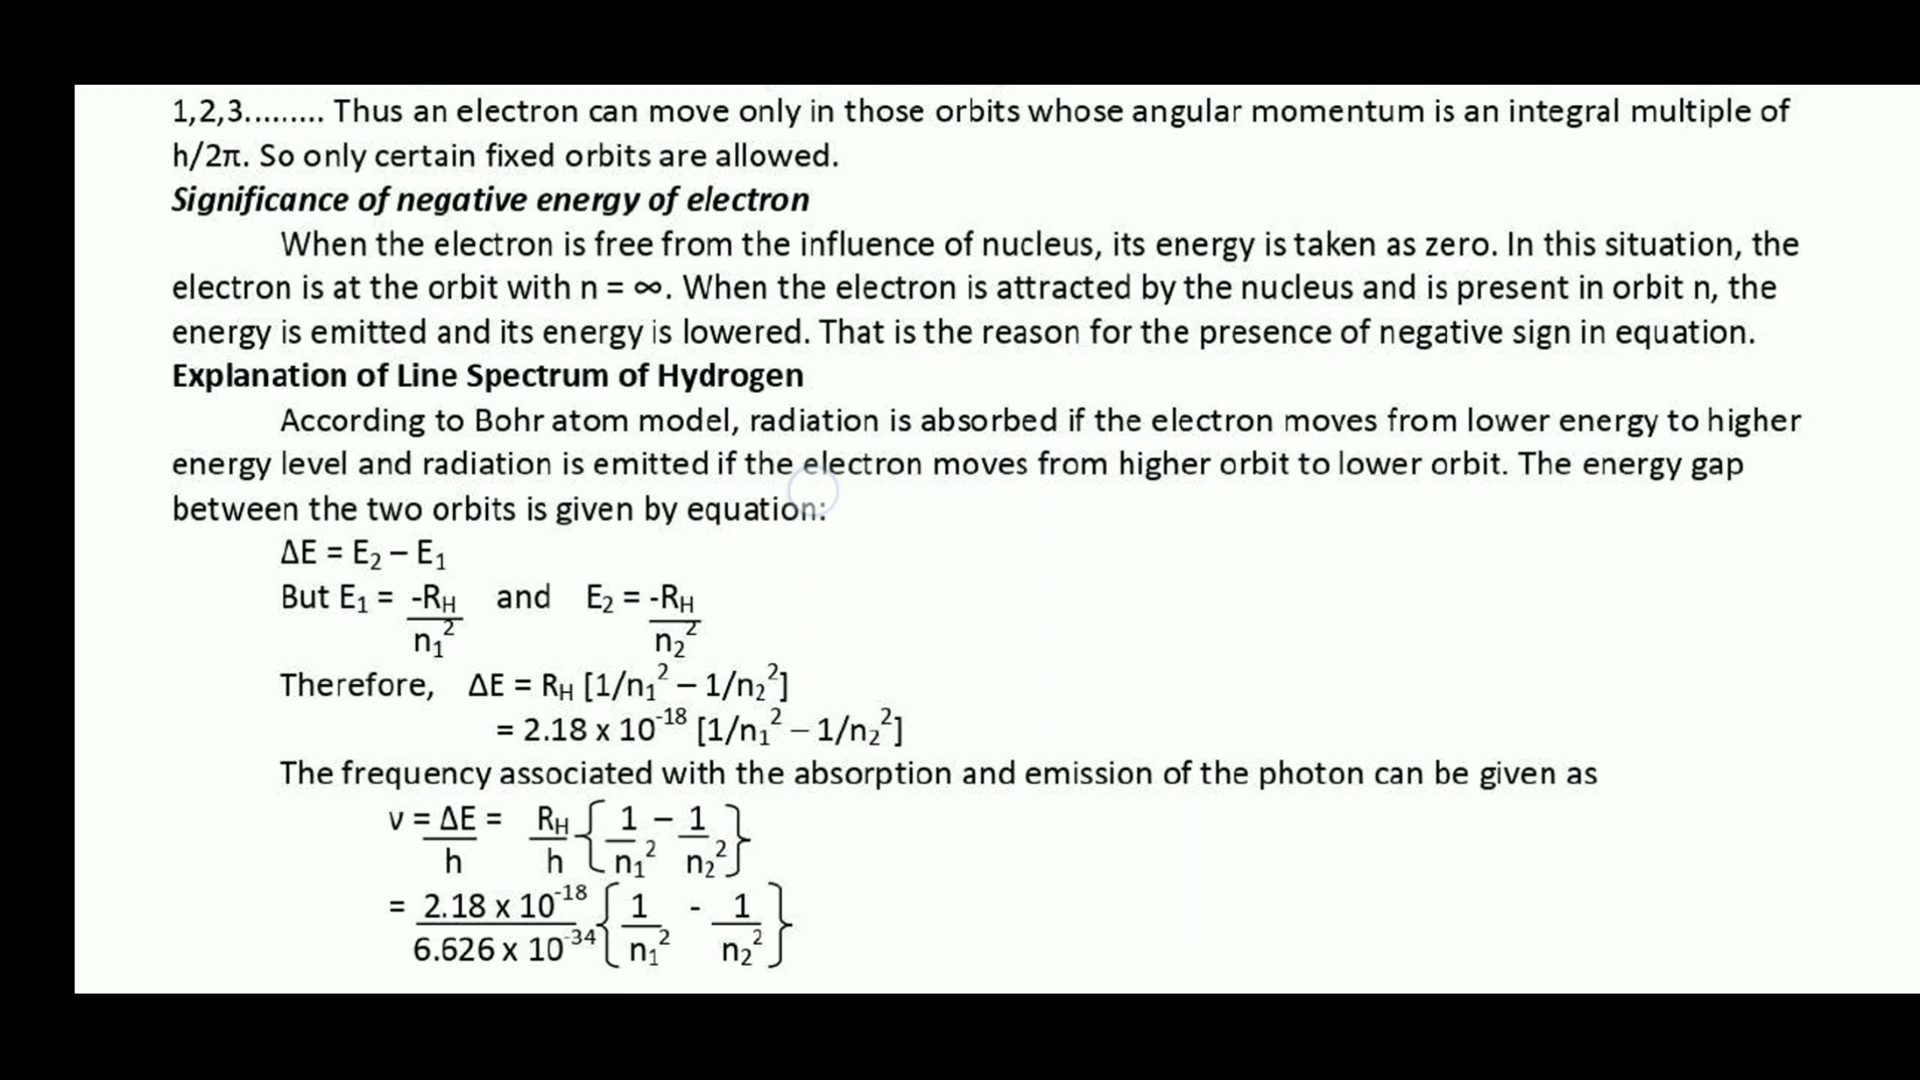 1,2,3......... Thus an electron can move only in those orbits whose angular momentum is an integral multiple of
h/2π. So only certain fixed orbits are allowed.
Significance of negative energy of electron
When the electron is free from the influence of nucleus, its energy is taken as zero. In this situation, the
electron is at the orbit with n = ∞. When the electron is attracted by the nucleus and is present in orbit n, the
energy is emitted and its energy is lowered. That is the reason for the presence of negative sign in equation.
Explanation of Line Spectrum of Hydrogen
According to Bohr atom model, radiation is absorbed if the electron moves from lower energy to higher
energy level and radiation is emitted if the electron moves from higher orbit to lower orbit. The energy gap
between the two orbits is given by equation:
ΔE = E₂ – E₁
But E₁ = -R_H and E₂ = -R_H
n₁² n₂²
Therefore, ΔE = R_H [1/n₁² – 1/n₂²]
= 2.18 x 10⁻¹⁸ [1/n₁² – 1/n₂²]
The frequency associated with the absorption and emission of the photon can be given as
ν = ΔE = R_H { 1 – 1 }
h h n₁² n₂²
= 2.18 x 10⁻¹⁸ { 1 - 1 }
6.626 x 10⁻³⁴ n₁² n₂²